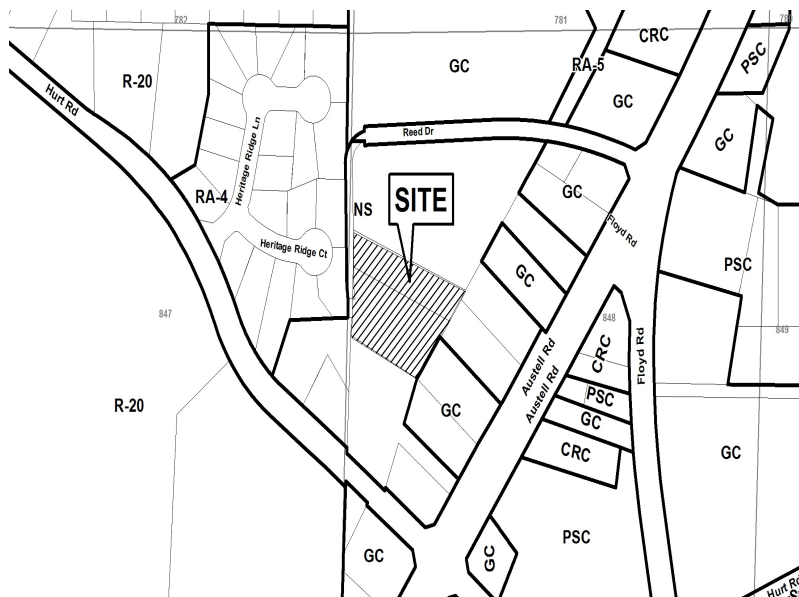 782
781
780
CRC
PSC
GC
RA-5
R-20
Hurt Rd
GC
Reed Dr
GC
Heritage Ridge Ln
RA-4
NS
SITE
GC
Floyd Rd
Heritage Ridge Ct
GC
PSC
847
848
849
Austell Rd
Austell Rd
CRC
Floyd Rd
PSC
R-20
GC
GC
CRC
GC
PSC
GC
GC
Hurt Rd